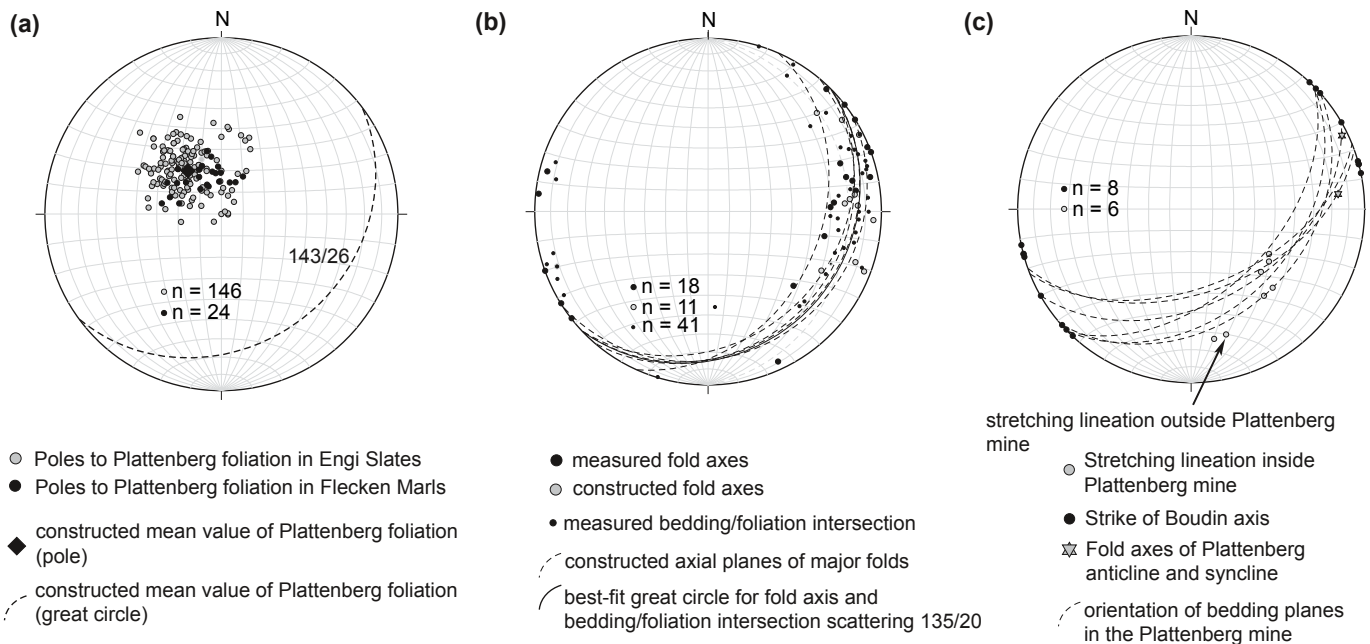 (a)
N
143/26
n = 146
n = 24
Poles to Plattenberg foliation in Engi Slates
Poles to Plattenberg foliation in Flecken Marls
constructed mean value of Plattenberg foliation
(pole)
constructed mean value of Plattenberg foliation
(great circle)
(b)
N
n = 18
n = 11
n = 41
measured fold axes
constructed fold axes
measured bedding/foliation intersection
constructed axial planes of major folds
best-fit great circle for fold axis and
bedding/foliation intersection scattering 135/20
(c)
N
n = 8
n = 6
stretching lineation outside Plattenberg
mine
Stretching lineation inside
Plattenberg mine
Strike of Boudin axis
Fold axes of Plattenberg
anticline and syncline
orientation of bedding planes
in the Plattenberg mine